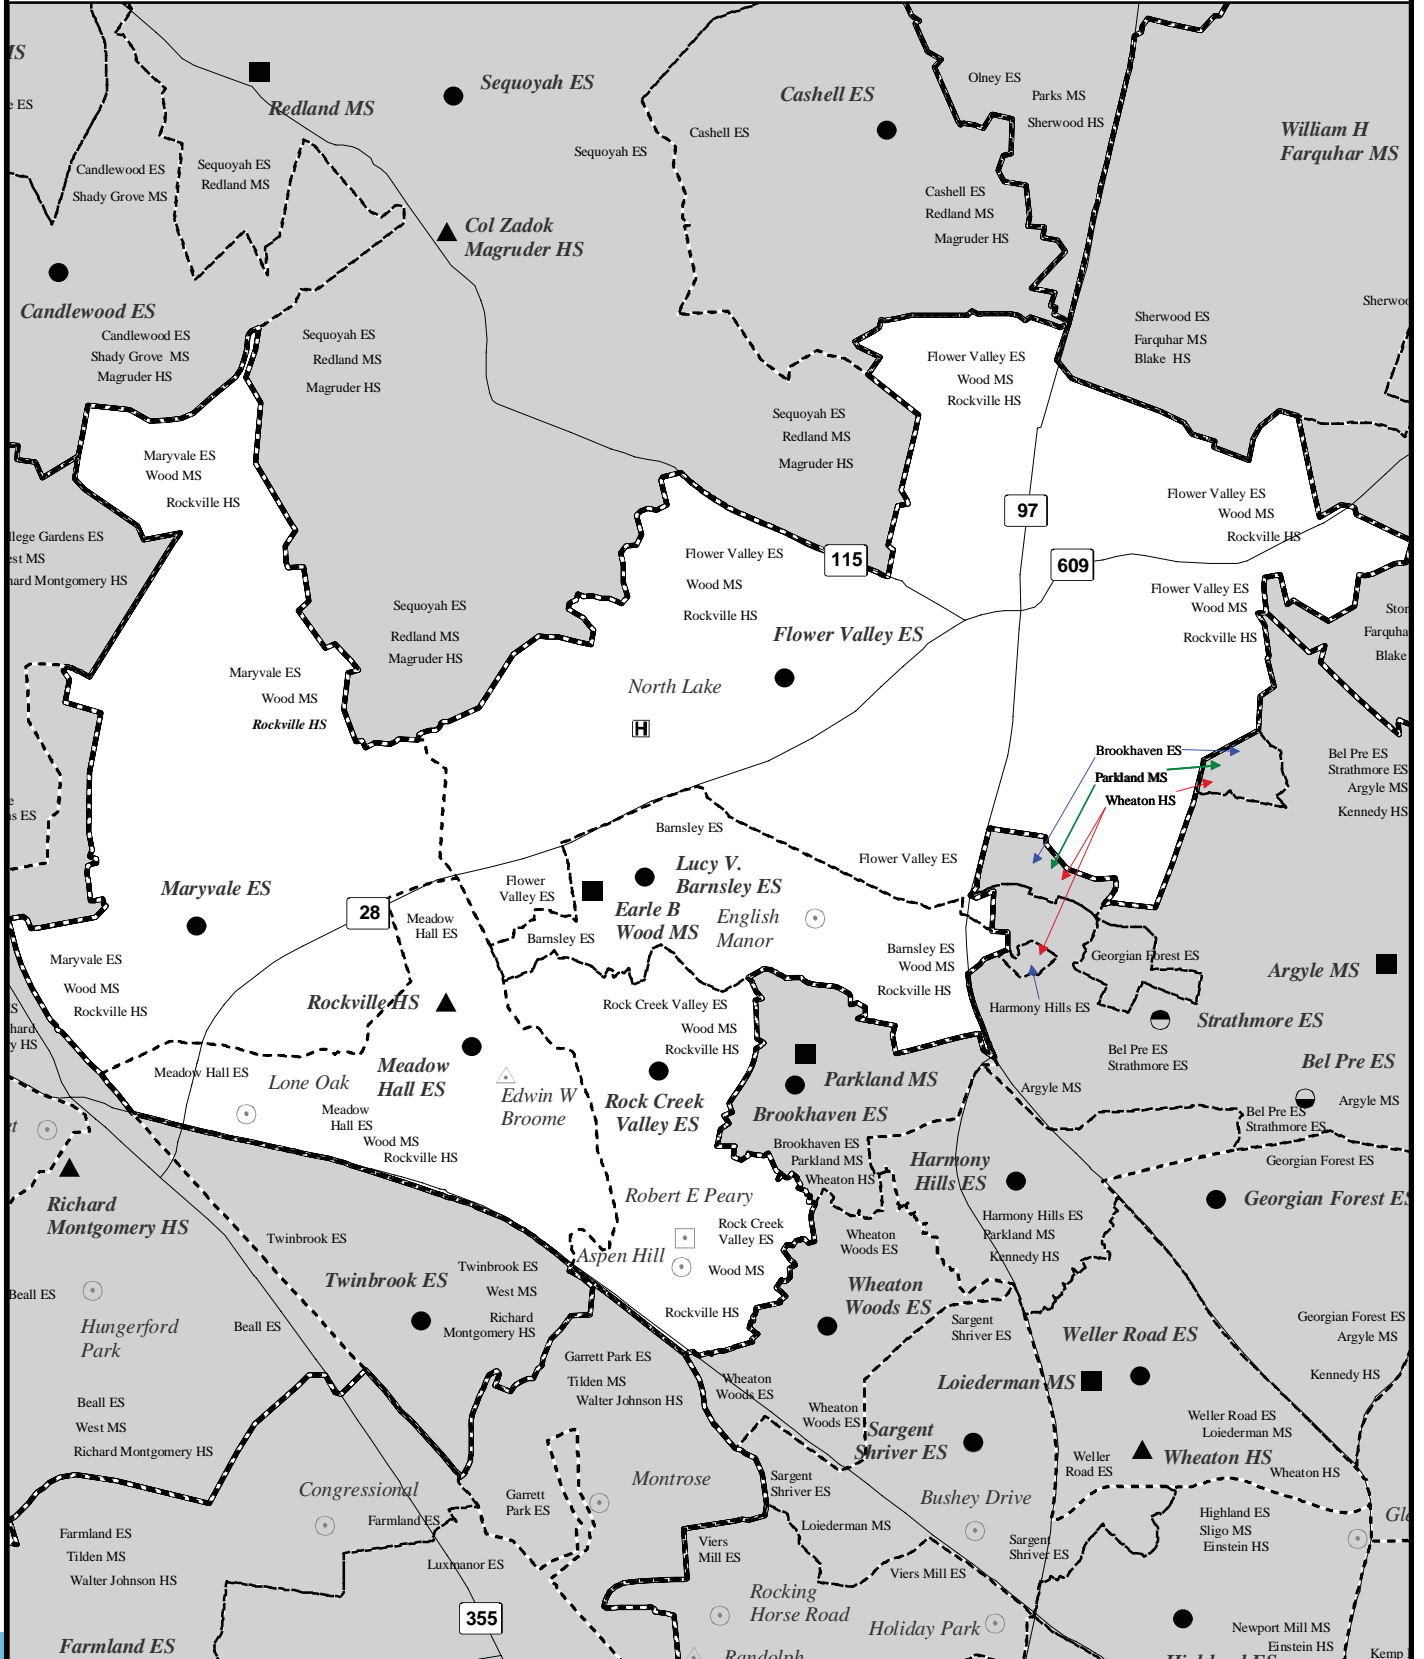 Redland MS
Sequoyah ES
Cashell ES
Olney ES
Parks MS
Sherwood HS
William H
Farquhar MS
Cashell ES
Sequoyah ES
Candlewood ES
Shady Grove MS
Sequoyah ES
Redland MS
Col Zadok
Magruder HS
Cashell ES
Redland MS
Magruder HS
Candlewood ES
Candlewood ES
Shady Grove MS
Magruder HS
Sequoyah ES
Redland MS
Magruder HS
Sherwood ES
Farquhar MS
Blake HS
Flower Valley ES
Wood MS
Rockville HS
Sequoyah ES
Redland MS
Magruder HS
Maryvale ES
Wood MS
Rockville HS
Flower Valley ES
Wood MS
Rockville HS
97
115
609
Flower Valley ES
Wood MS
Rockville HS
Flower Valley ES
Wood MS
Rockville HS
Sequoyah ES
Redland MS
Magruder HS
Flower Valley ES
North Lake
H
Maryvale ES
Wood MS
Rockville HS
Brookhaven ES
Parkland MS
Wheaton HS
Bel Pre ES
Strathmore ES
Argyle MS
Kennedy HS
Barnsley ES
Flower Valley ES
Lucy V.
Barnsley ES
Flower
Valley ES
Earle B
Wood MS
English
Manor
Maryvale ES
28
Meadow
Hall ES
Barnsley ES
Barnsley ES
Wood MS
Rockville HS
Georgian Forest ES
Argyle MS
Maryvale ES
Wood MS
Rockville HS
Rockville HS
Rock Creek Valley ES
Wood MS
Rockville HS
Harmony Hills ES
Strathmore ES
Bel Pre ES
Strathmore ES
Bel Pre ES
Meadow Hall ES
Lone Oak
Meadow
Hall ES
Edwin W
Broome
Rock Creek
Valley ES
Parkland MS
Brookhaven ES
Argyle MS
Argyle MS
Bel Pre ES
Strathmore ES
Meadow
Hall ES
Wood MS
Rockville HS
Brookhaven ES
Parkland MS
Wheaton HS
Harmony
Hills ES
Georgian Forest ES
Georgian Forest ES
Richard
Montgomery HS
Robert E Peary
Rock Creek
Valley ES
Wood MS
Aspen Hill
Rockville HS
Harmony Hills ES
Parkland MS
Kennedy HS
Wheaton
Woods ES
Wheaton
Woods ES
Twinbrook ES
Twinbrook ES
Twinbrook ES
West MS
Richard
Montgomery HS
Beall ES
Hungerford
Park
Beall ES
Sargent
Shriver ES
Weller Road ES
Georgian Forest ES
Argyle MS
Kennedy HS
Garrett Park ES
Tilden MS
Walter Johnson HS
Wheaton
Woods ES
Loiederman MS
Beall ES
West MS
Richard Montgomery HS
Wheaton
Woods ES
Sargent
Shriver ES
Weller Road ES
Loiederman MS
Weller
Road ES
Wheaton HS
Wheaton HS
Congressional
Montrose
Garrett
Park ES
Sargent
Shriver ES
Bushey Drive
Farmland ES
Loiederman MS
Highland ES
Sligo MS
Einstein HS
Farmland ES
Tilden MS
Walter Johnson HS
Luxmanor ES
Viers
Mill ES
Sargent
Shriver ES
Viers Mill ES
Rocking
Horse Road
Holiday Park
355
Newport Mill MS
Einstein HS
Farmland ES
Randolph
Highland ES
Kemp